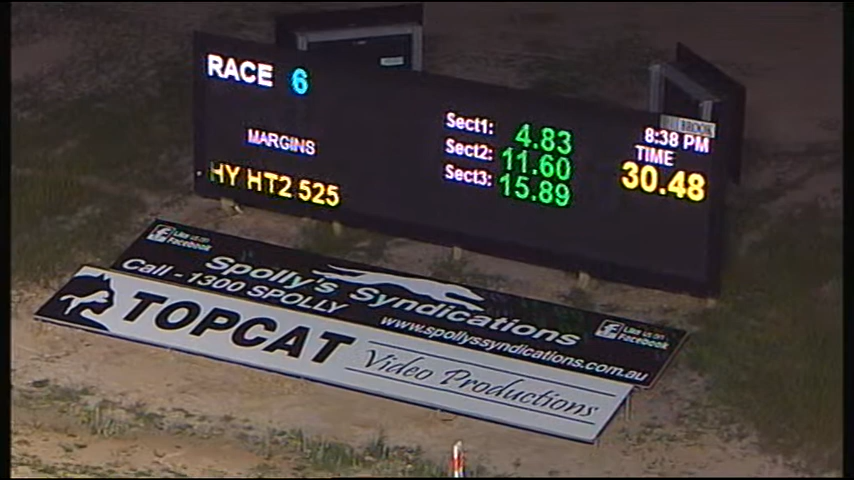 RACE 6
MARGINS
HY HT2 525
Sect1: 4.83
Sect2: 11.60
Sect3: 15.89
BROOK
8:38 PM
TIME
30.48
Like us on
Facebook
Spolly's Syndications
Call - 1300 SPOLLY
www.spollyssyndications.com.au
Like us on
Facebook
TOPCAT
Video Productions